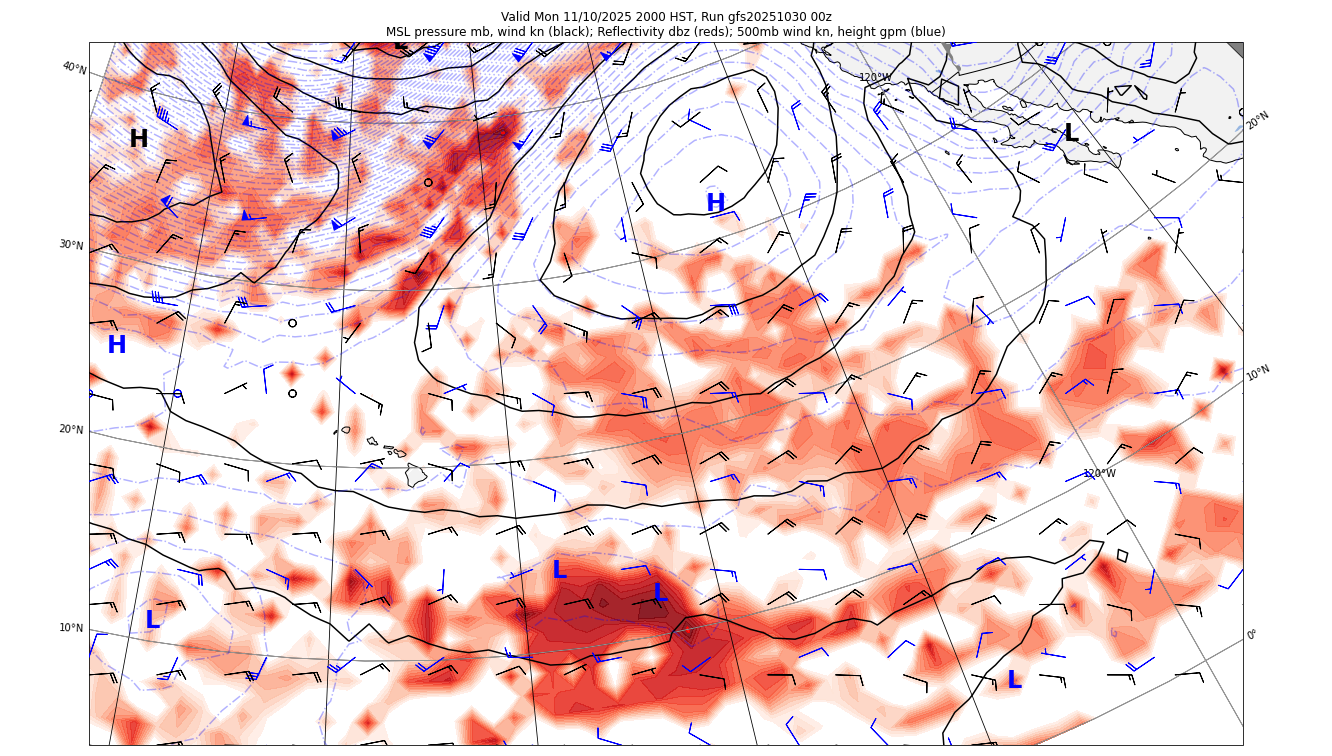 Valid Mon 11/10/2025 2000 HST, Run gfs20251030 00z
MSL pressure mb, wind kn (black); Reflectivity dbz (reds); 500mb wind kn, height gpm (blue)
L
40°N
120°W
20°N
H
L
H
30°N
H
10°N
20°N
120°W
L
L
L
10°N
0°
L